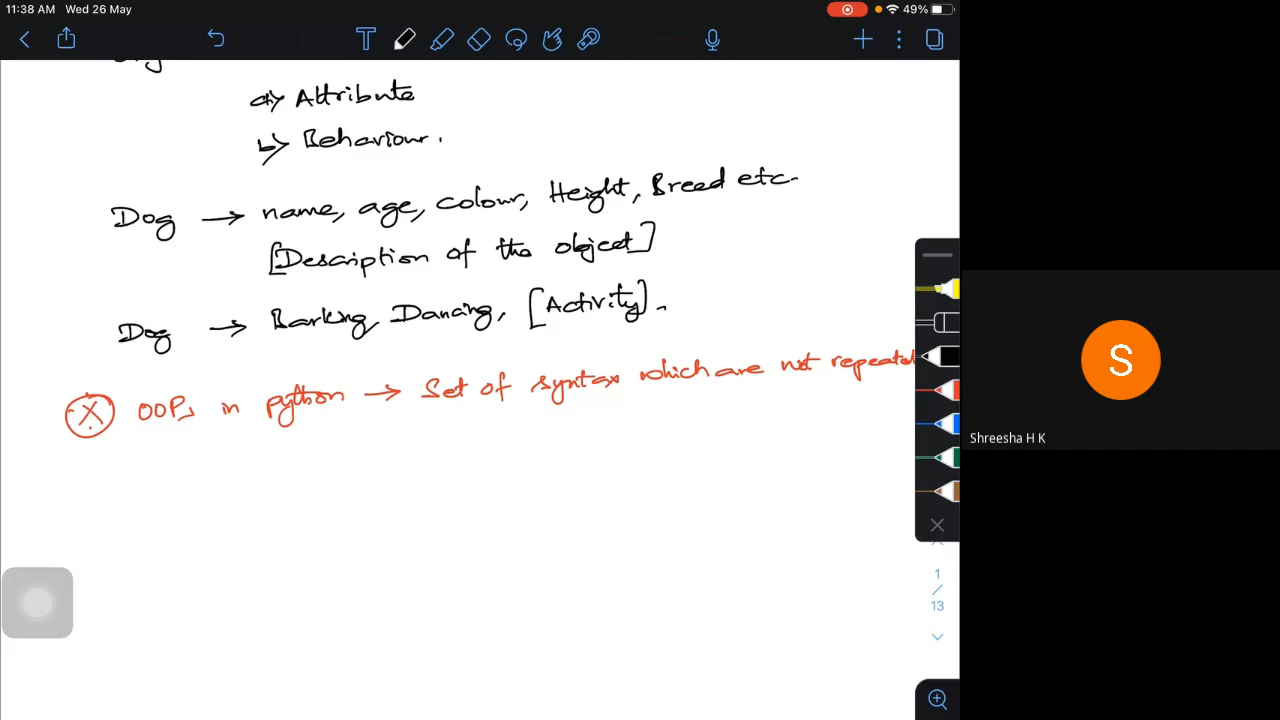 11:38 AM Wed 26 May
49%
a) Attribute
b) Behaviour.
Dog → name, age, colour, Height, Breed etc.
[Description of the object]
Dog → Barking, Dancing, [Activity].
OOPs in python → Set of syntax which are not repeated
S
Shreesha H K
1
/
13